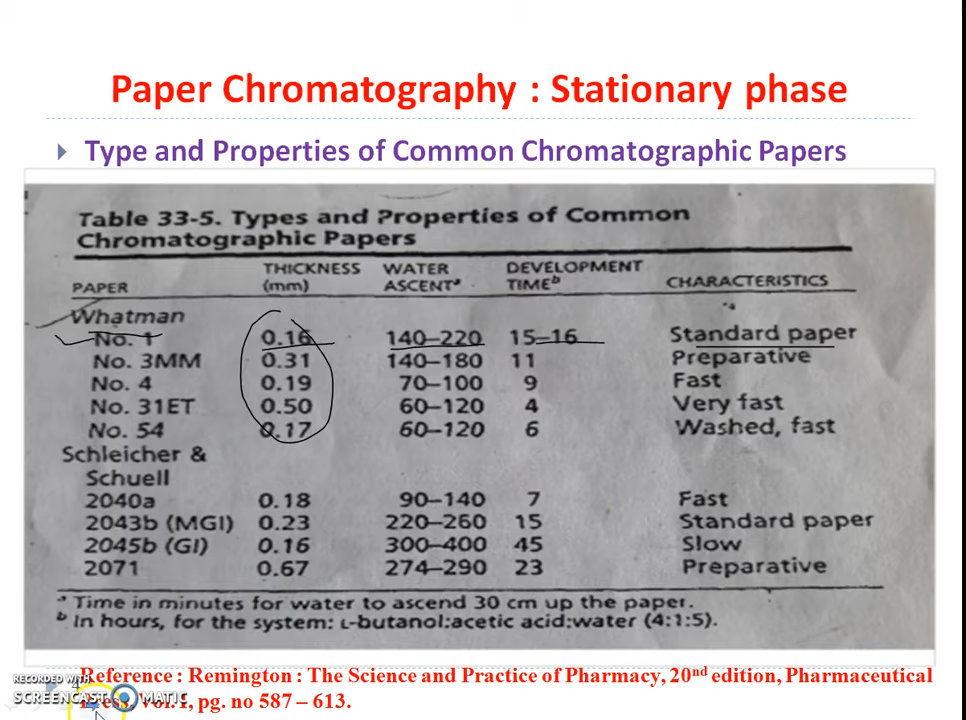 Paper Chromatography : Stationary phase
Type and Properties of Common Chromatographic Papers
Table 33-5. Types and Properties of Common
Chromatographic Papers
PAPER THICKNESS (mm) WATER ASCENTᵃ DEVELOPMENT TIMEᵇ CHARACTERISTICS
Whatman
No. 1 0.16 140–220 15–16 Standard paper
No. 3MM 0.31 140–180 11 Preparative
No. 4 0.19 70–100 9 Fast
No. 31ET 0.50 60–120 4 Very fast
No. 54 0.17 60–120 6 Washed, fast
Schleicher &
Schuell
2040a 0.18 90–140 7 Fast
2043b (MGI) 0.23 220–260 15 Standard paper
2045b (GI) 0.16 300–400 45 Slow
2071 0.67 274–290 23 Preparative
ᵃ Time in minutes for water to ascend 30 cm up the paper.
ᵇ In hours, for the system: L-butanol:acetic acid:water (4:1:5).
Reference : Remington : The Science and Practice of Pharmacy, 20nd edition, Pharmaceutical
Vol. I, pg. no 587 – 613.
RECORDED WITH
SCREENCAST MATIC